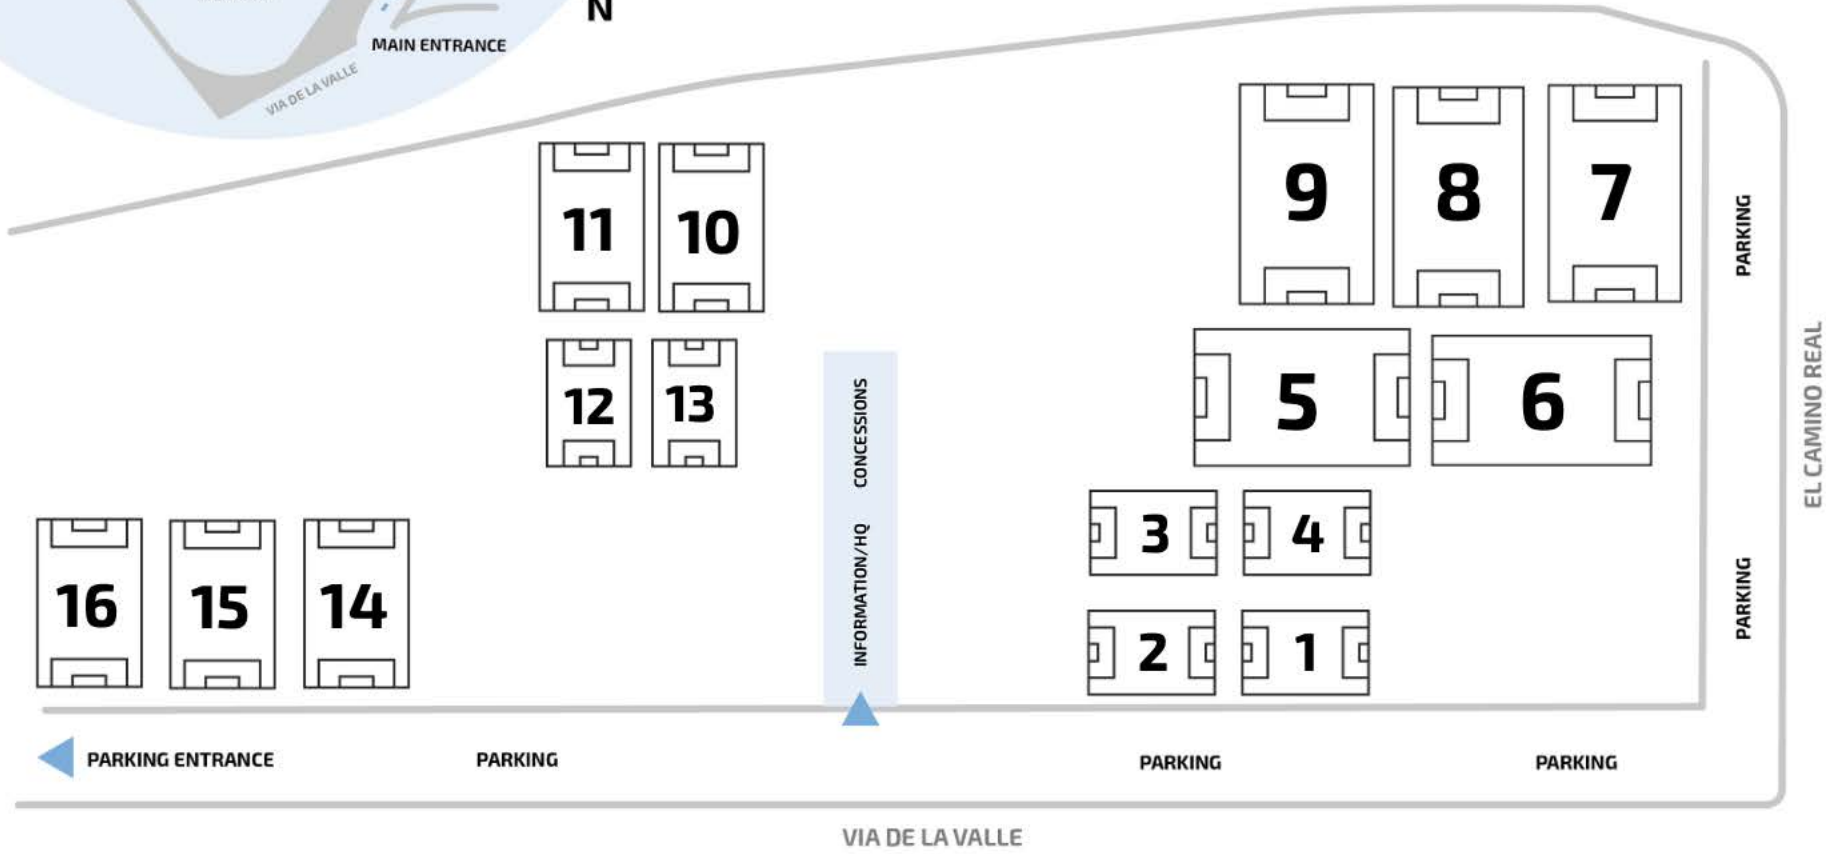 N
MAIN ENTRANCE
VIA DE LA VALLE
9
8
7
11
10
PARKING
12
13
CONCESSIONS
5
6
EL CAMINO REAL
3
4
16
15
14
INFORMATION/HQ
2
1
PARKING
PARKING ENTRANCE
PARKING
PARKING
PARKING
VIA DE LA VALLE